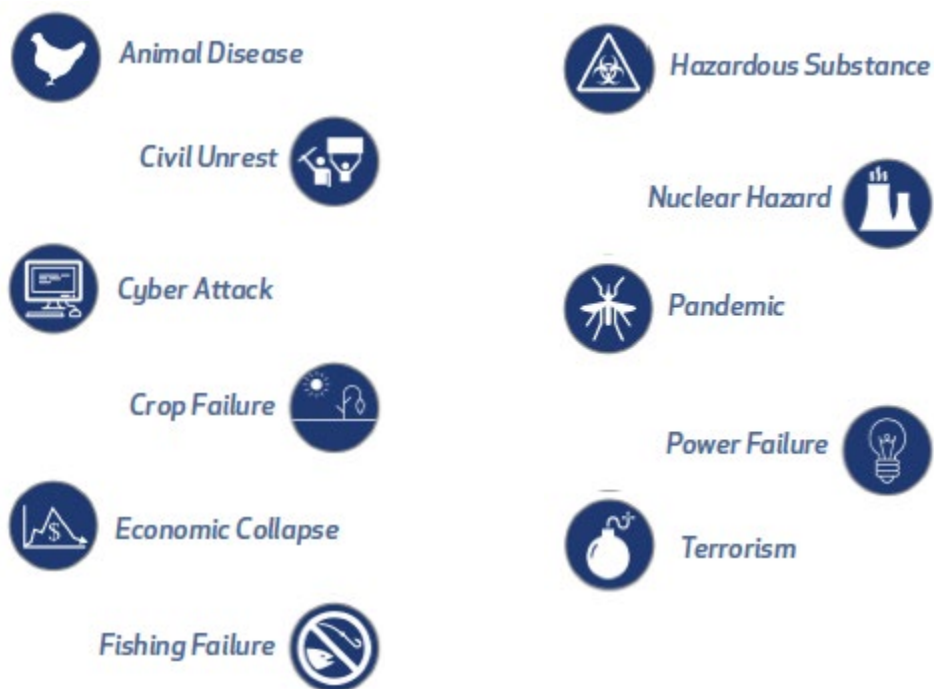 Animal Disease
Civil Unrest
Cyber Attack
Crop Failure
Economic Collapse
Fishing Failure
Hazardous Substance
Nuclear Hazard
Pandemic
Power Failure
Terrorism
$